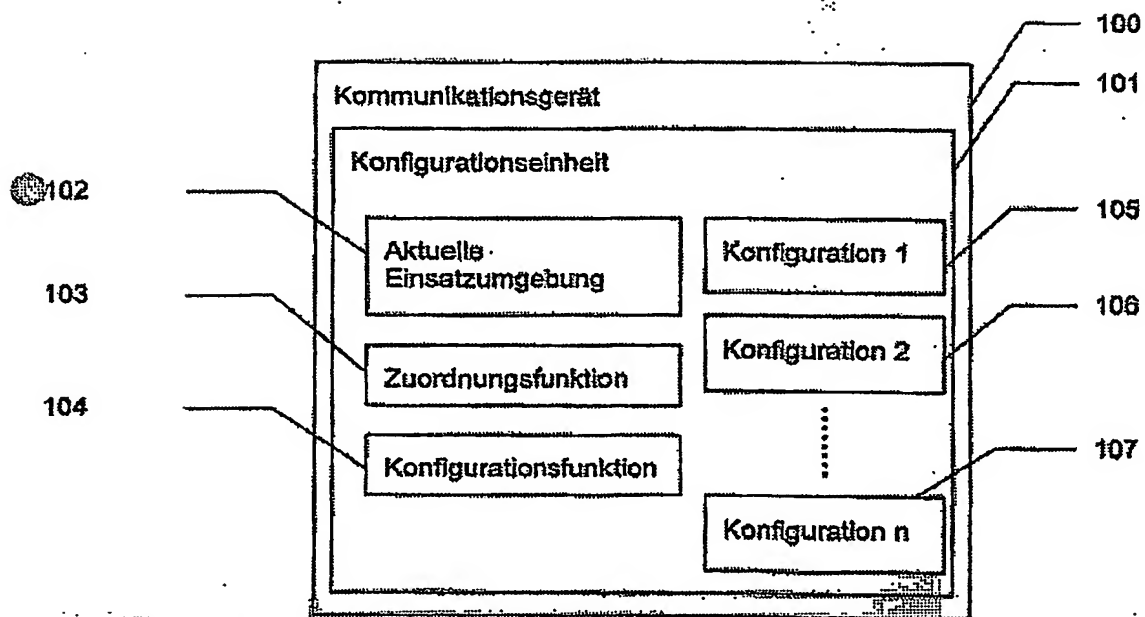 100
Kommunikationsgerät
101
Konfigurationseinheit
102
105
Aktuelle
Einsatzumgebung
Konfiguration 1
103
106
Zuordnungsfunktion
Konfiguration 2
104
Konfigurationsfunktion
107
Konfiguration n